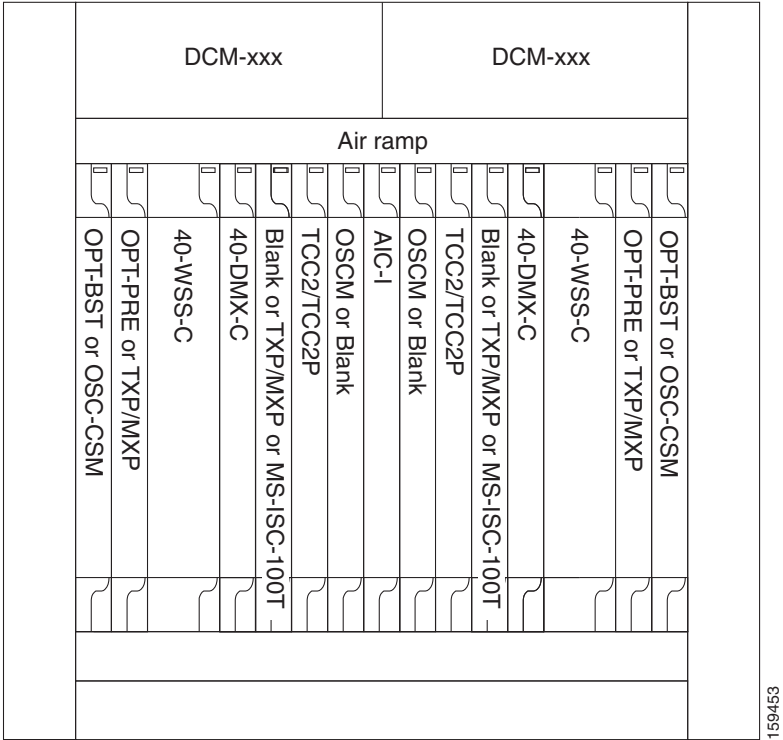 DCM-xxx
DCM-xxx
Air ramp
OPT-BST or OSC-CSM
OPT-PRE or TXP/MXP
40-WSS-C
40-DMX-C
Blank or TXP/MXP or MS-ISC-100T
TCC2/TCC2P
OSCM or Blank
AIC-I
OSCM or Blank
TCC2/TCC2P
Blank or TXP/MXP or MS-ISC-100T
40-DMX-C
40-WSS-C
OPT-PRE or TXP/MXP
OPT-BST or OSC-CSM
159453